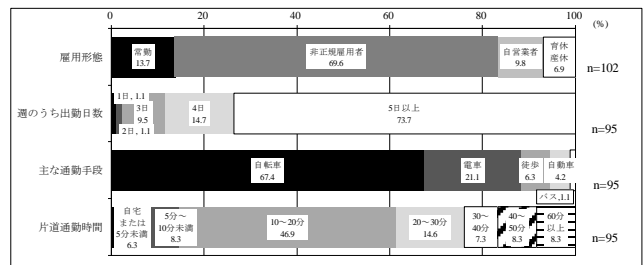 0 20 40 60 80 100 (%)
雇用形態
常勤
13.7
非正規雇用者
69.6
自営業者
9.8
育休
産休
6.9
n=102
週のうち出勤日数
1日, 1.1
2日, 1.1
3日
9.5
4日
14.7
5日以上
73.7
n=95
主な通勤手段
自転車
67.4
電車
21.1
徒歩
6.3
自動車
4.2
バス, 1.1
n=95
片道通勤時間
自宅
または
5分未満
6.3
5分～
10分未満
8.3
10～20分
46.9
20～30分
14.6
30～
40分
7.3
40～
50分
8.3
60分
以上
8.3
n=95